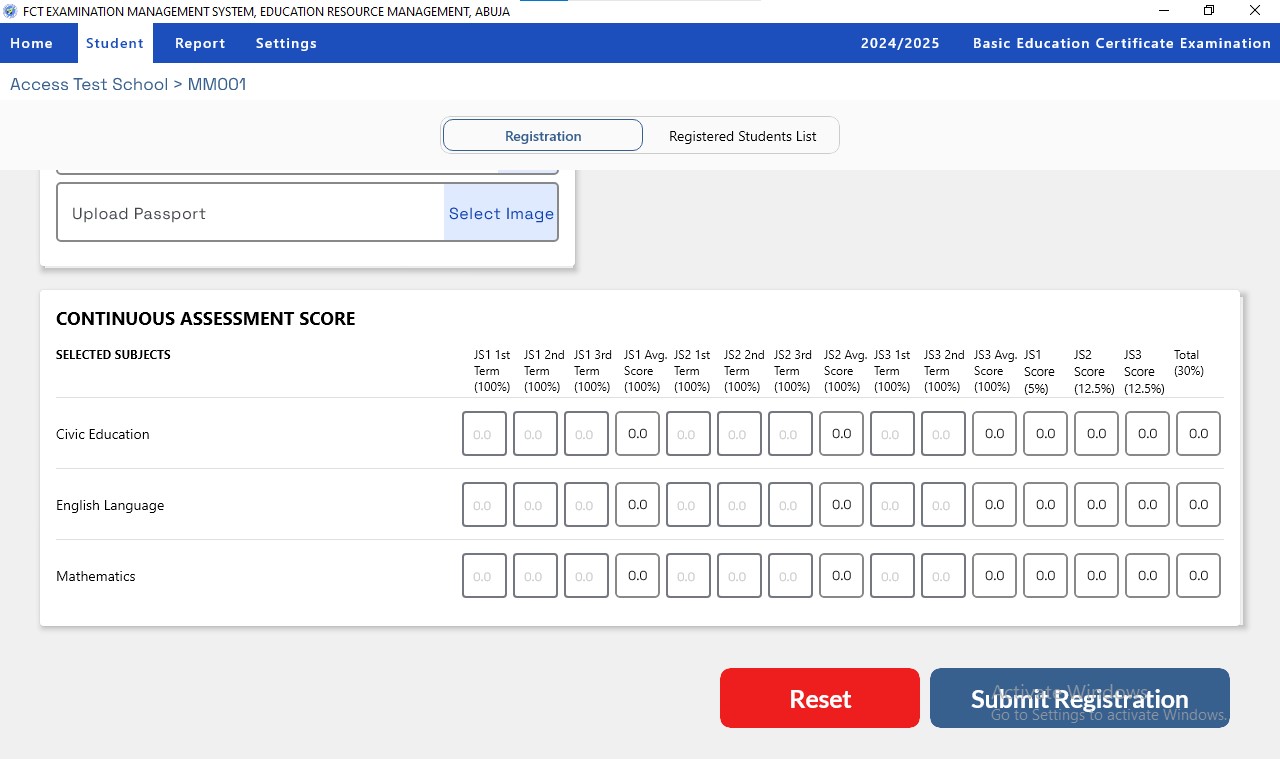 FCT EXAMINATION MANAGEMENT SYSTEM, EDUCATION RESOURCE MANAGEMENT, ABUJA
Home Student Report Settings 2024/2025 Basic Education Certificate Examination
Access Test School > MM001
Registration Registered Students List
Upload Passport Select Image
CONTINUOUS ASSESSMENT SCORE
SELECTED SUBJECTS JS1 1st JS1 2nd JS1 3rd JS1 Avg. JS2 1st JS2 2nd JS2 3rd JS2 Avg. JS3 1st JS3 2nd JS3 Avg. JS1 JS2 JS3 Total
Term Term Term Score Term Term Term Score Term Term Score Score Score Score (30%)
(100%) (100%) (100%) (100%) (100%) (100%) (100%) (100%) (100%) (100%) (100%) (5%) (12.5%) (12.5%)
Civic Education 0.0 0.0 0.0 0.0 0.0 0.0 0.0 0.0 0.0 0.0 0.0 0.0 0.0 0.0 0.0
English Language 0.0 0.0 0.0 0.0 0.0 0.0 0.0 0.0 0.0 0.0 0.0 0.0 0.0 0.0 0.0
Mathematics 0.0 0.0 0.0 0.0 0.0 0.0 0.0 0.0 0.0 0.0 0.0 0.0 0.0 0.0 0.0
Reset Submit Registration
Activate Windows
Go to Settings to activate Windows.